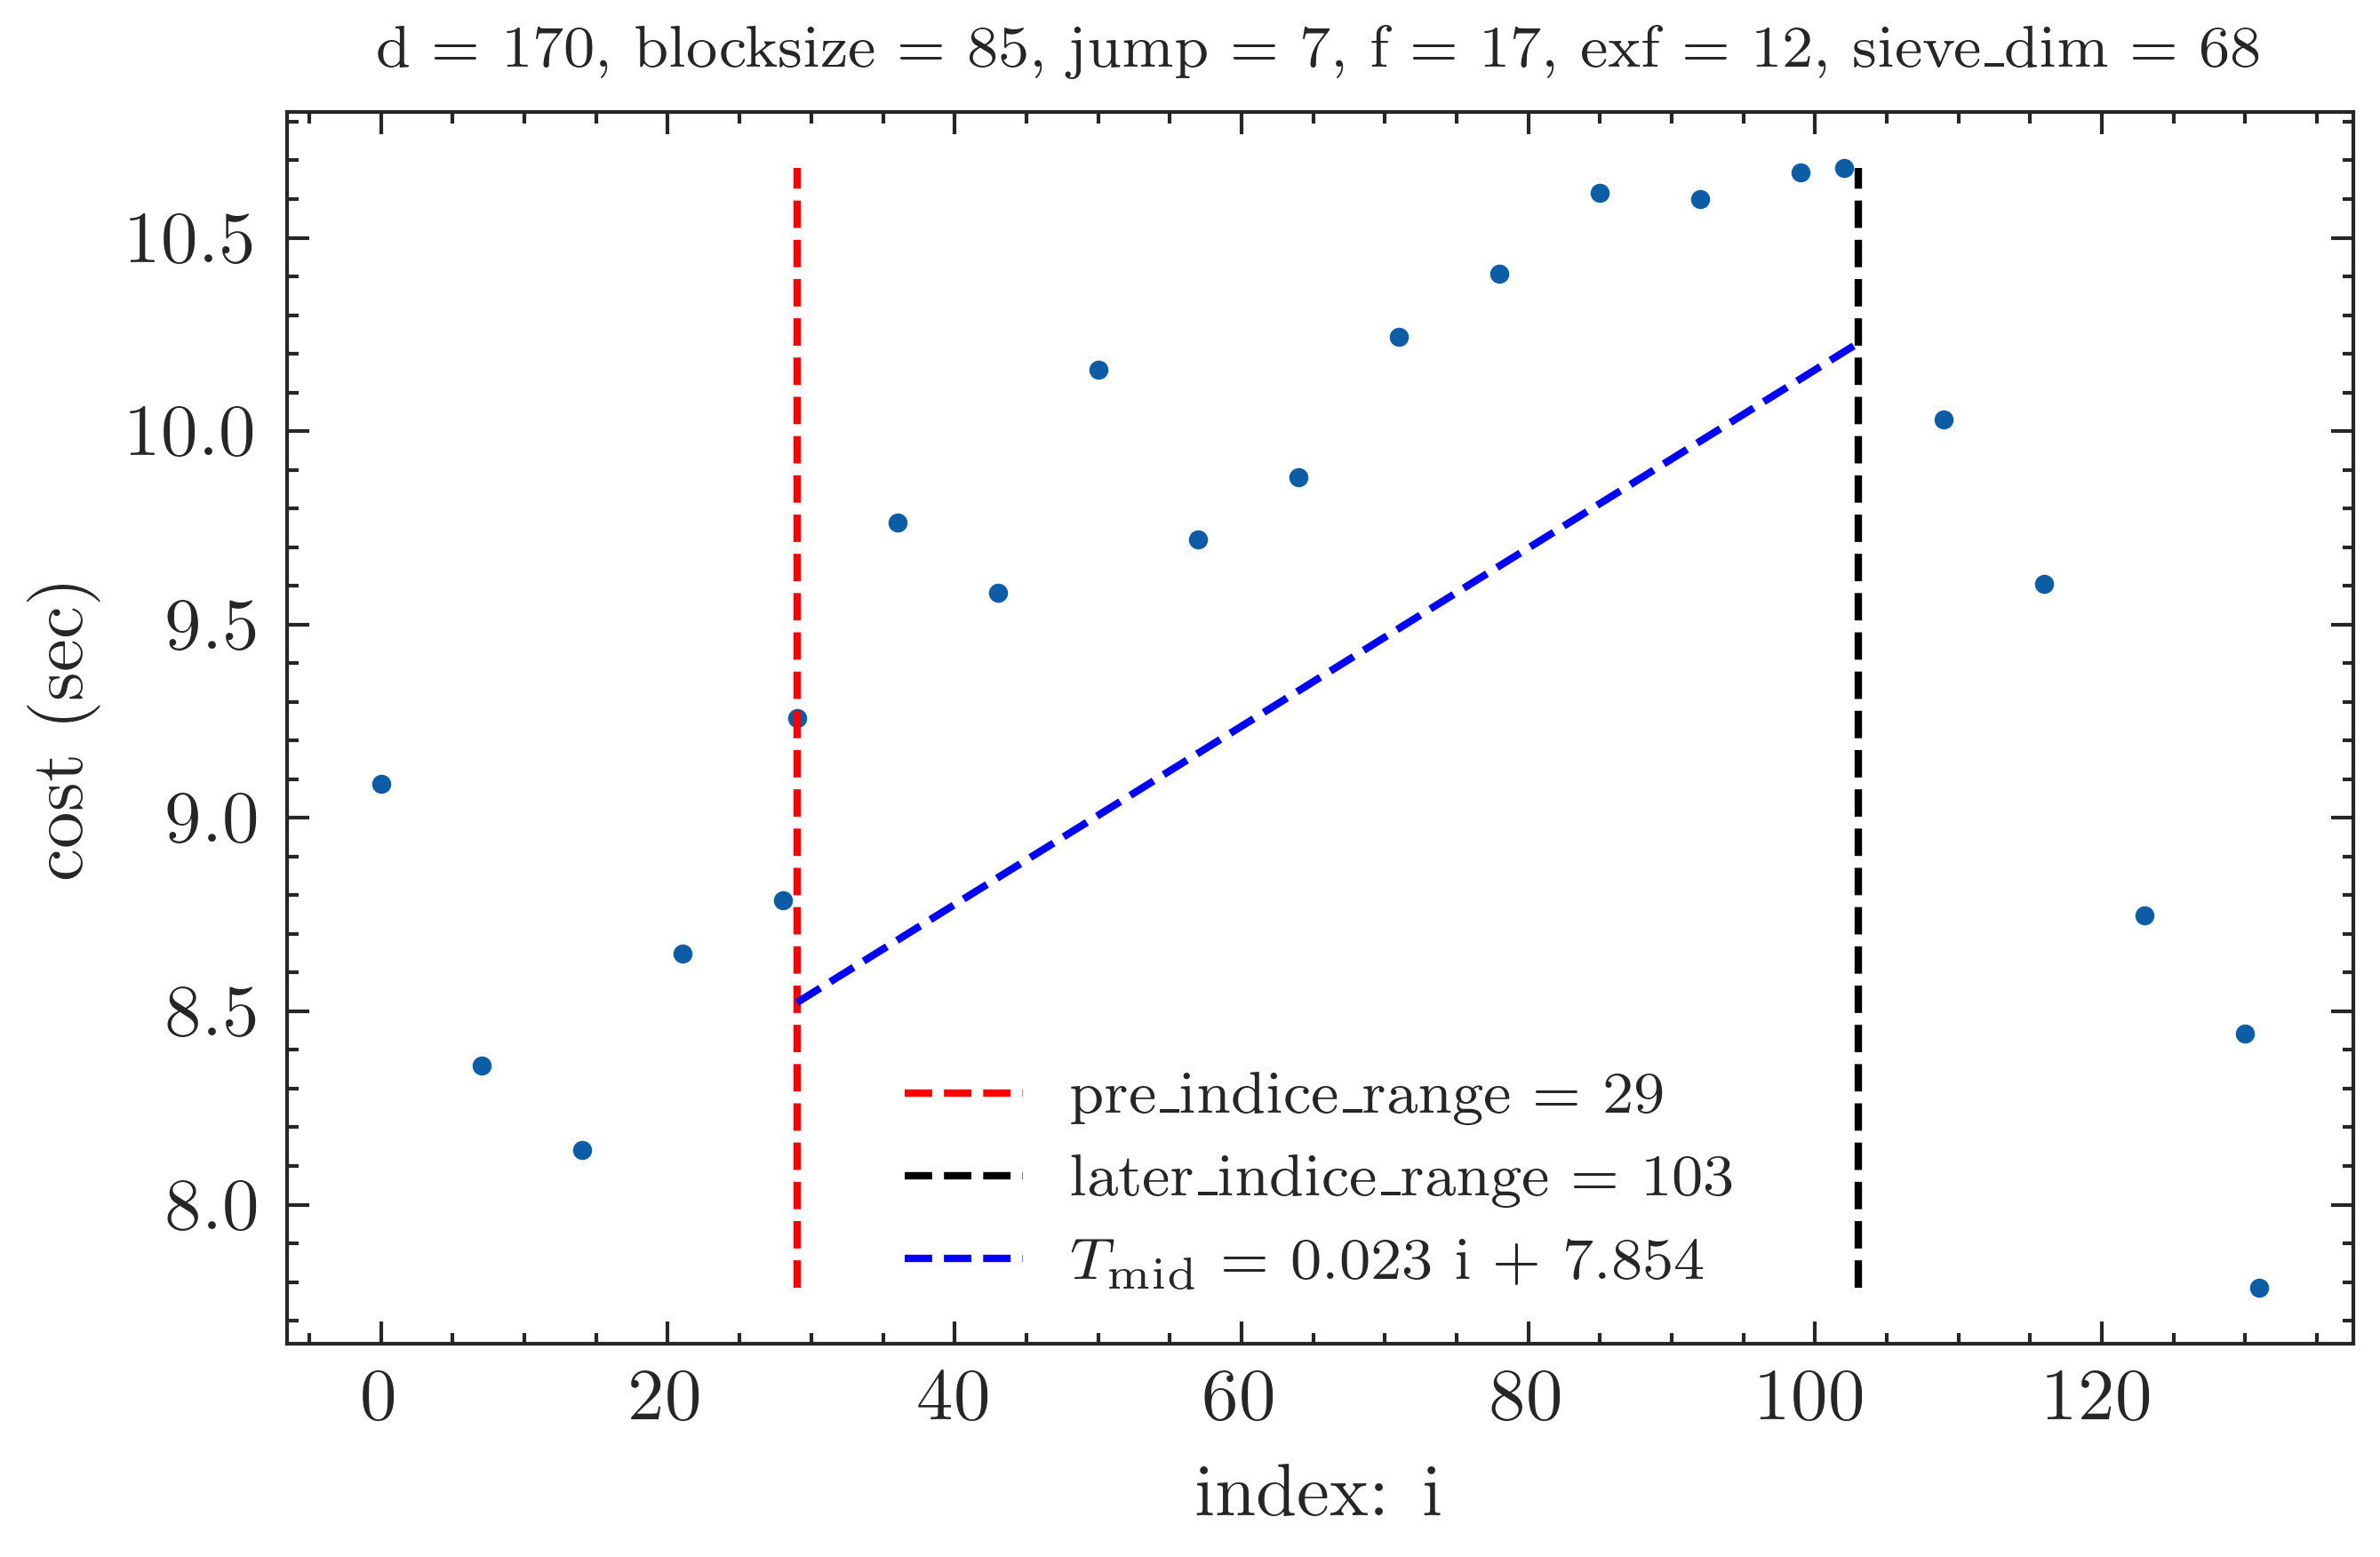 d = 170, blocksize = 85, jump = 7, f = 17, exf = 12, sieve_dim = 68
10.5
10.0
9.5
9.0
8.5
8.0
cost (sec)
pre_indice_range = 29
later_indice_range = 103
T_mid = 0.023 i + 7.854
0 20 40 60 80 100 120
index: i